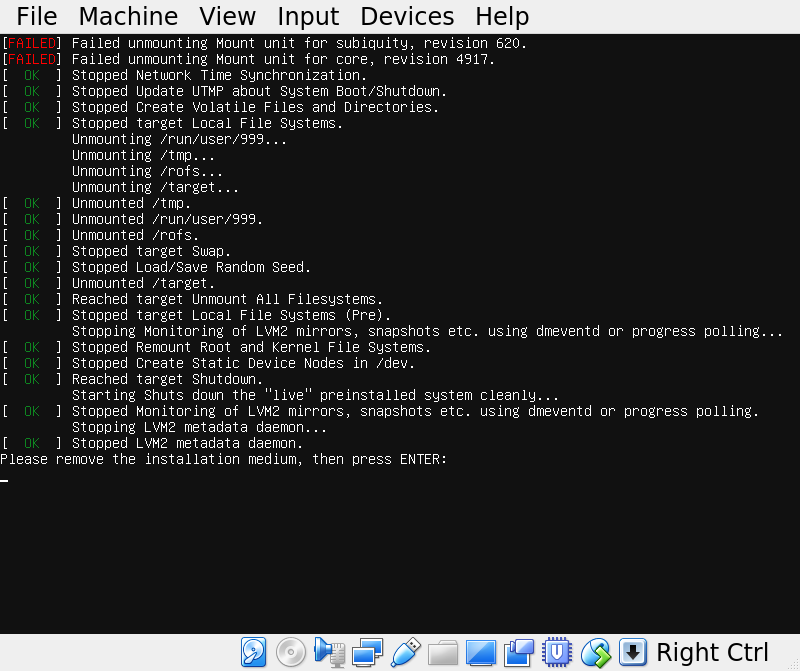 File Machine View Input Devices Help
[FAILED] Failed unmounting Mount unit for subiquity, revision 620.
[FAILED] Failed unmounting Mount unit for core, revision 4917.
[  OK  ] Stopped Network Time Synchronization.
[  OK  ] Stopped Update UTMP about System Boot/Shutdown.
[  OK  ] Stopped Create Volatile Files and Directories.
[  OK  ] Stopped target Local File Systems.
         Unmounting /run/user/999...
         Unmounting /tmp...
         Unmounting /rofs...
         Unmounting /target...
[  OK  ] Unmounted /tmp.
[  OK  ] Unmounted /run/user/999.
[  OK  ] Unmounted /rofs.
[  OK  ] Stopped target Swap.
[  OK  ] Stopped Load/Save Random Seed.
[  OK  ] Unmounted /target.
[  OK  ] Reached target Unmount All Filesystems.
[  OK  ] Stopped target Local File Systems (Pre).
         Stopping Monitoring of LVM2 mirrors, snapshots etc. using dmeventd or progress polling...
[  OK  ] Stopped Remount Root and Kernel File Systems.
[  OK  ] Stopped Create Static Device Nodes in /dev.
[  OK  ] Reached target Shutdown.
         Starting Shuts down the "live" preinstalled system cleanly...
[  OK  ] Stopped Monitoring of LVM2 mirrors, snapshots etc. using dmeventd or progress polling.
         Stopping LVM2 metadata daemon...
[  OK  ] Stopped LVM2 metadata daemon.
Please remove the installation medium, then press ENTER:
Right Ctrl